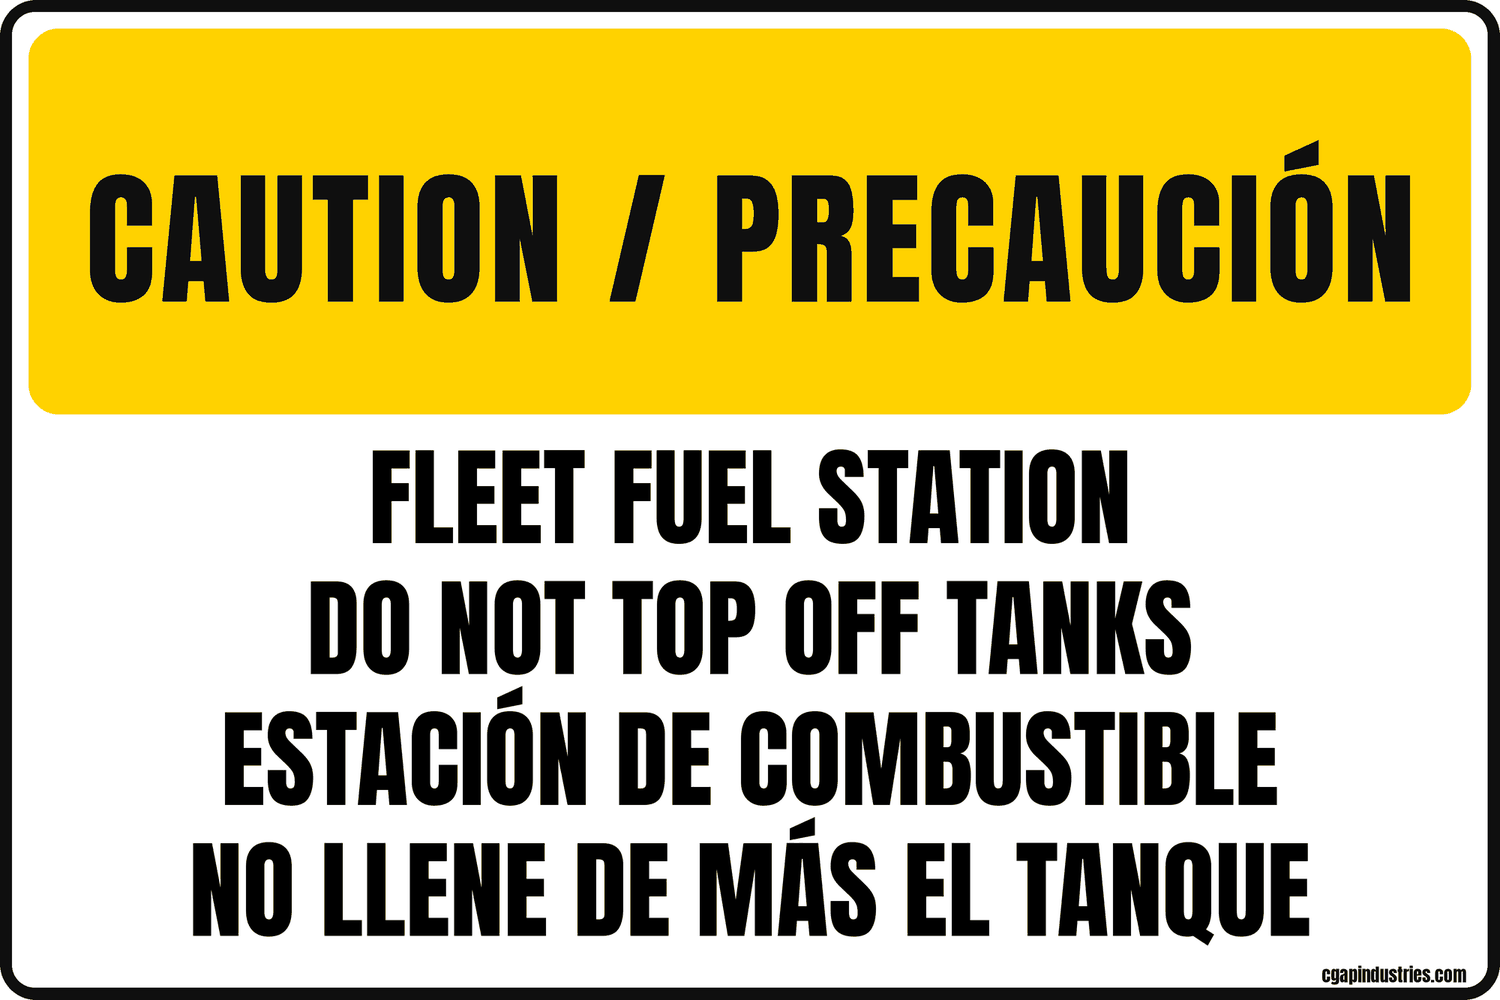 CAUTION / PRECAUCIÓN
FLEET FUEL STATION
DO NOT TOP OFF TANKS
ESTACIÓN DE COMBUSTIBLE
NO LLENE DE MÁS EL TANQUE
cgapindustries.com